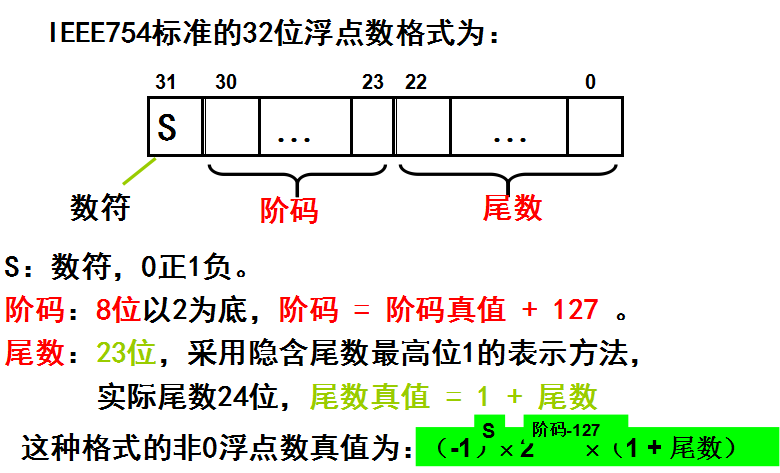 IEEE754标准的32位浮点数格式为：
31 30 23 22 0
S ... ...
数符 阶码 尾数
S：数符，0正1负。
阶码：8位以2为底，阶码 = 阶码真值 + 127 。
尾数：23位，采用隐含尾数最高位1的表示方法，
实际尾数24位，尾数真值 = 1 + 尾数
这种格式的非0浮点数真值为：（-1）S × 2阶码-127 ×（1 + 尾数）